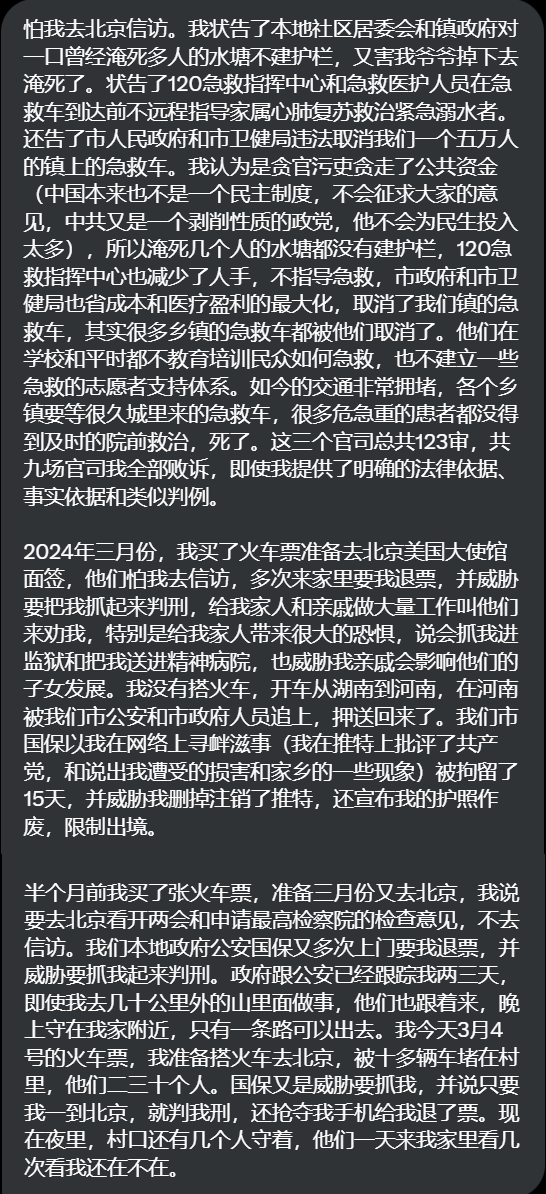 怕我去北京信访。我状告了本地社区居委会和镇政府对
一口曾经淹死多人的水塘不建护栏，又害我爷爷掉下去
淹死了。状告了120急救指挥中心和急救医护人员在急
救车到达前不远程指导家属心肺复苏救治紧急溺水者。
还告了市人民政府和市卫健局违法取消我们一个五万人
的镇上的急救车。我认为是贪官污吏贪走了公共资金
（中国本来也不是一个民主制度，不会征求大家的意
见，中共又是一个剥削性质的政党，他不会为民生投入
太多），所以淹死几个人的水塘都没有建护栏，120急
救指挥中心也减少了人手，不指导急救，市政府和市卫
健局也省成本和医疗盈利的最大化，取消了我们镇的急
救车，其实很多乡镇的急救车都被他们取消了。他们在
学校和平时都不教育培训民众如何急救，也不建立一些
急救的志愿者支持体系。如今的交通非常拥堵，各个乡
镇要等很久城里来的急救车，很多危急重的患者都没得
到及时的院前救治，死了。这三个官司总共123审，共
九场官司我全部败诉，即使我提供了明确的法律依据、
事实依据和类似判例。
2024年三月份，我买了火车票准备去北京美国大使馆
面签，他们怕我去信访，多次来家里要我退票，并威胁
要把我抓起来判刑，给我家人和亲戚做大量工作叫他们
来劝我，特别是给我家人带来很大的恐惧，说会抓我进
监狱和把我送进精神病院，也威胁我亲戚会影响他们的
子女发展。我没有搭火车，开车从湖南到河南，在河南
被我们市公安和市政府人员追上，押送回来了。我们市
国保以我在网络上寻衅滋事（我在推特上批评了共产
党，和说出我遭受的损害和家乡的一些现象）被拘留了
15天，并威胁我删掉注销了推特，还宣布我的护照作
废，限制出境。
半个月前我买了张火车票，准备三月份又去北京，我说
要去北京看开两会和申请最高检察院的检查意见，不去
信访。我们本地政府公安国保又多次上门要我退票，并
威胁要抓我起来判刑。政府跟公安已经跟踪我两三天，
即使我去几十公里外的山里面做事，他们也跟着来，晚
上守在我家附近，只有一条路可以出去。我今天3月4
号的火车票，我准备搭火车去北京，被十多辆车堵在村
里，他们二三十个人。国保又是威胁要抓我，并说只要
我一到北京，就判我刑，还抢夺我手机给我退了票。现
在夜里，村口还有几个人守着，他们一天来我家里看几
次看我还在不在。